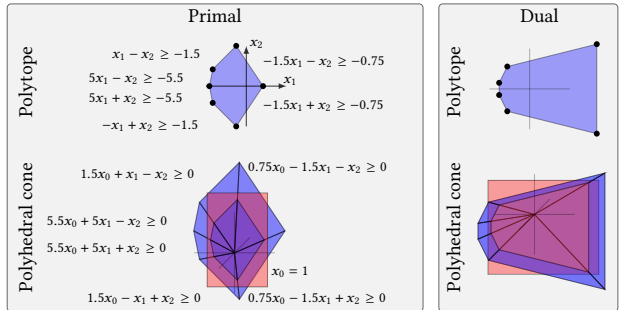 Primal
Dual
Polytope
x₂
x₁ − x₂ ≥ −1.5
−1.5x₁ − x₂ ≥ −0.75
5x₁ − x₂ ≥ −5.5
x₁
5x₁ + x₂ ≥ −5.5
−1.5x₁ + x₂ ≥ −0.75
−x₁ + x₂ ≥ −1.5
Polytope
Polyhedral cone
0.75x₀ − 1.5x₁ − x₂ ≥ 0
1.5x₀ + x₁ − x₂ ≥ 0
5.5x₀ + 5x₁ − x₂ ≥ 0
5.5x₀ + 5x₁ + x₂ ≥ 0
x₀ = 1
1.5x₀ − x₁ + x₂ ≥ 0
0.75x₀ − 1.5x₁ + x₂ ≥ 0
Polyhedral cone